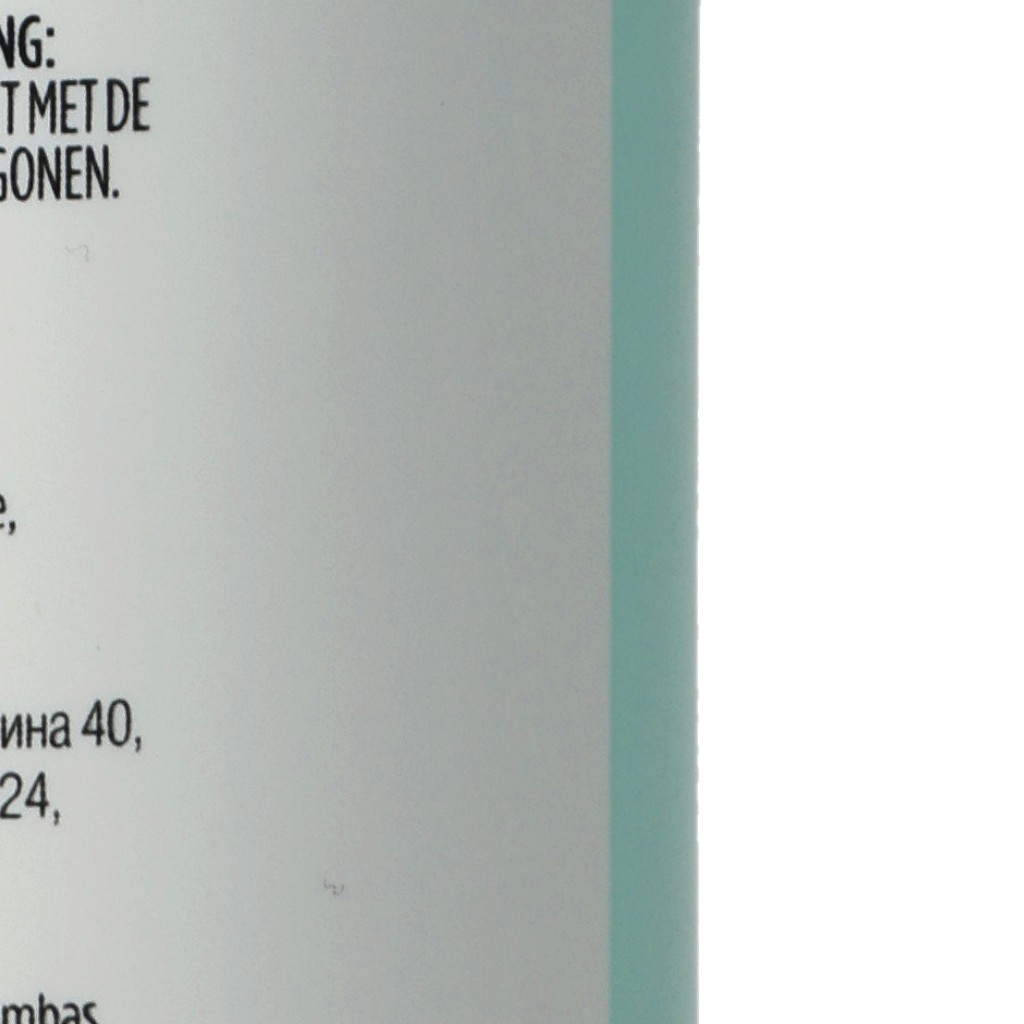 NG:
T MET DE
GONEN.
e,
ина 40,
24,
mbas